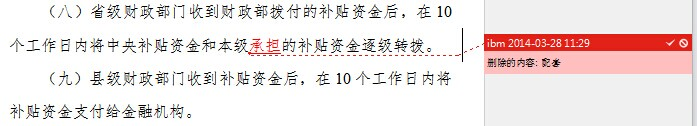 （八）省级财政部门收到财政部拨付的补贴资金后，在 10
个工作日内将中央补贴资金和本级承担的补贴资金逐级转拨。
ibm 2014-03-28 11:29
删除的内容:
（九）县级财政部门收到补贴资金后，在 10 个工作日内将
补贴资金支付给金融机构。